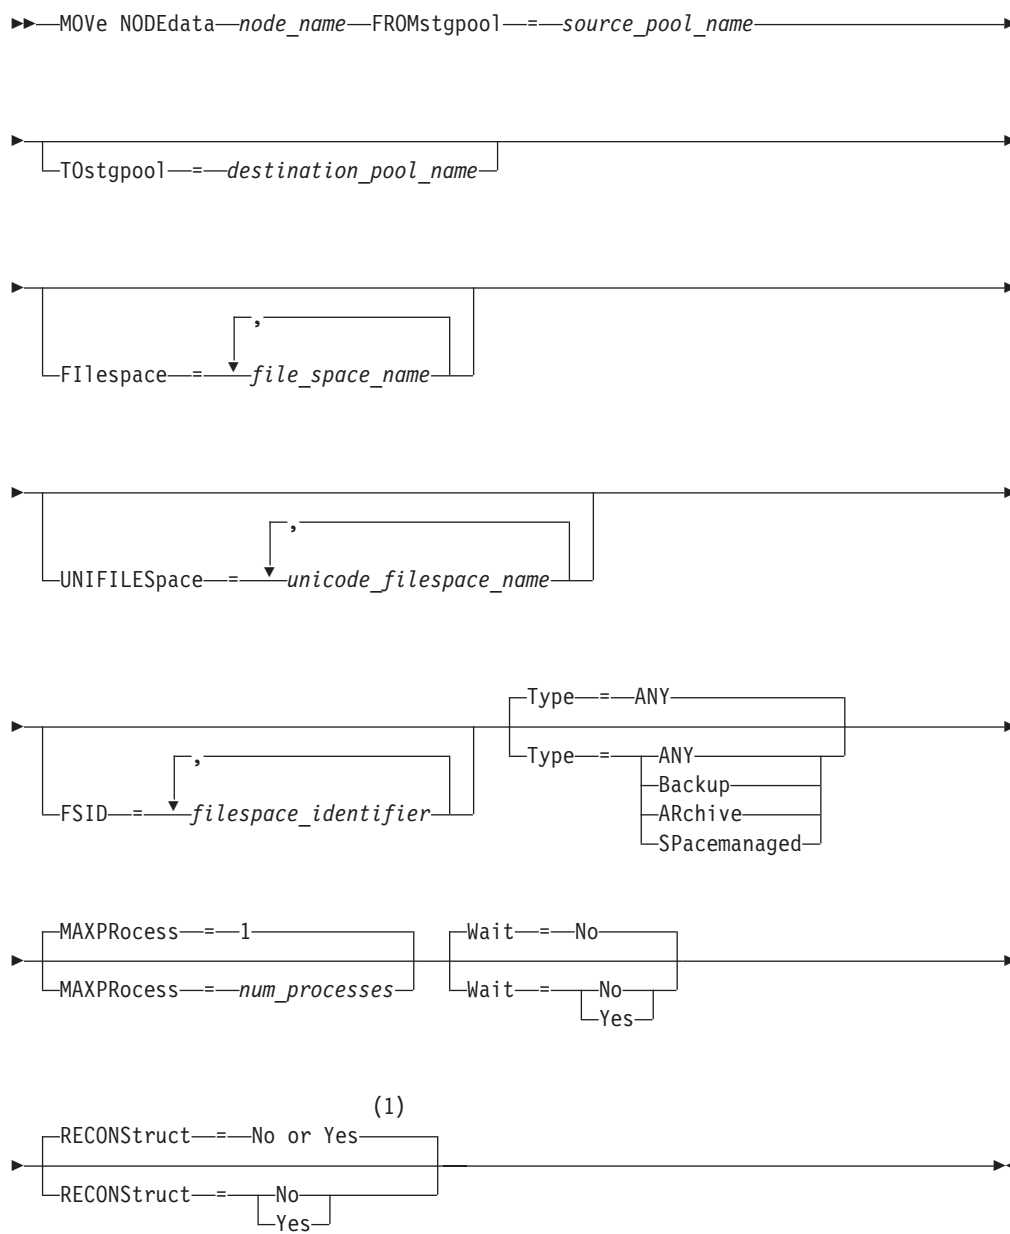 MOVe NODEdata node_name FROMstgpool = source_pool_name
TOstgpool = destination_pool_name
,
FIlespace = file_space_name
,
UNIFILESpace = unicode_filespace_name
Type = ANY
,
FSID = filespace_identifier
Type = ANY
Backup
ARchive
SPacemanaged
MAXPRocess = 1
MAXPRocess = num_processes
Wait = No
Wait = No
Yes
(1)
RECONStruct = No or Yes
RECONStruct = No
Yes